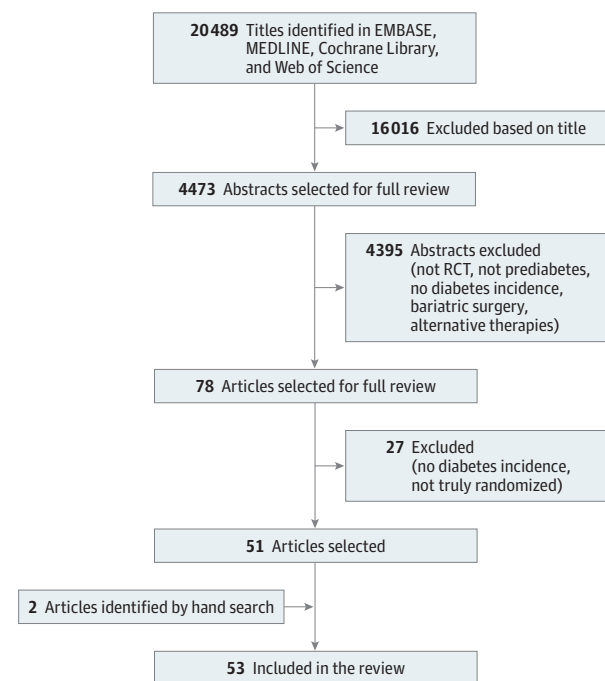 20489 Titles identified in EMBASE,
MEDLINE, Cochrane Library,
and Web of Science
16016 Excluded based on title
4473 Abstracts selected for full review
4395 Abstracts excluded
(not RCT, not prediabetes,
no diabetes incidence,
bariatric surgery,
alternative therapies)
78 Articles selected for full review
27 Excluded
(no diabetes incidence,
not truly randomized)
51 Articles selected
2 Articles identified by hand search
53 Included in the review